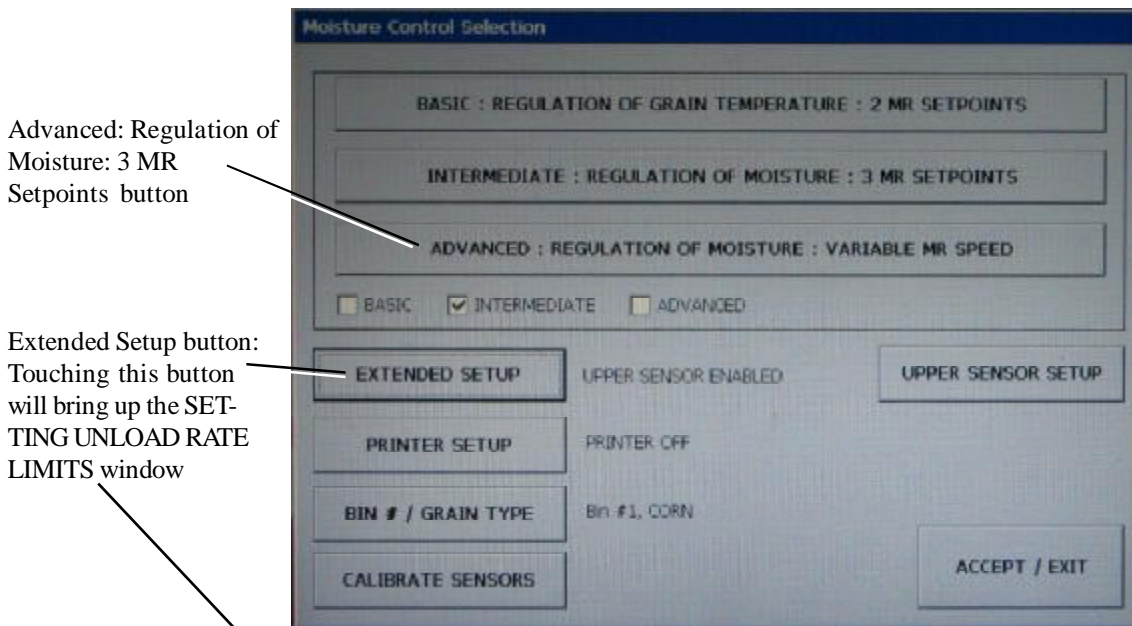 Moisture Control Selection
BASIC : REGULATION OF GRAIN TEMPERATURE : 2 MR SETPOINTS
INTERMEDIATE : REGULATION OF MOISTURE : 3 MR SETPOINTS
ADVANCED : REGULATION OF MOISTURE : VARIABLE MR SPEED
BASIC INTERMEDIATE ADVANCED
EXTENDED SETUP UPPER SENSOR ENABLED UPPER SENSOR SETUP
PRINTER SETUP PRINTER OFF
BIN # / GRAIN TYPE Bin #1, CORN
CALIBRATE SENSORS
ACCEPT / EXIT
Advanced: Regulation of
Moisture: 3 MR
Setpoints button
Extended Setup button:
Touching this button
will bring up the SET-
TING UNLOAD RATE
LIMITS window